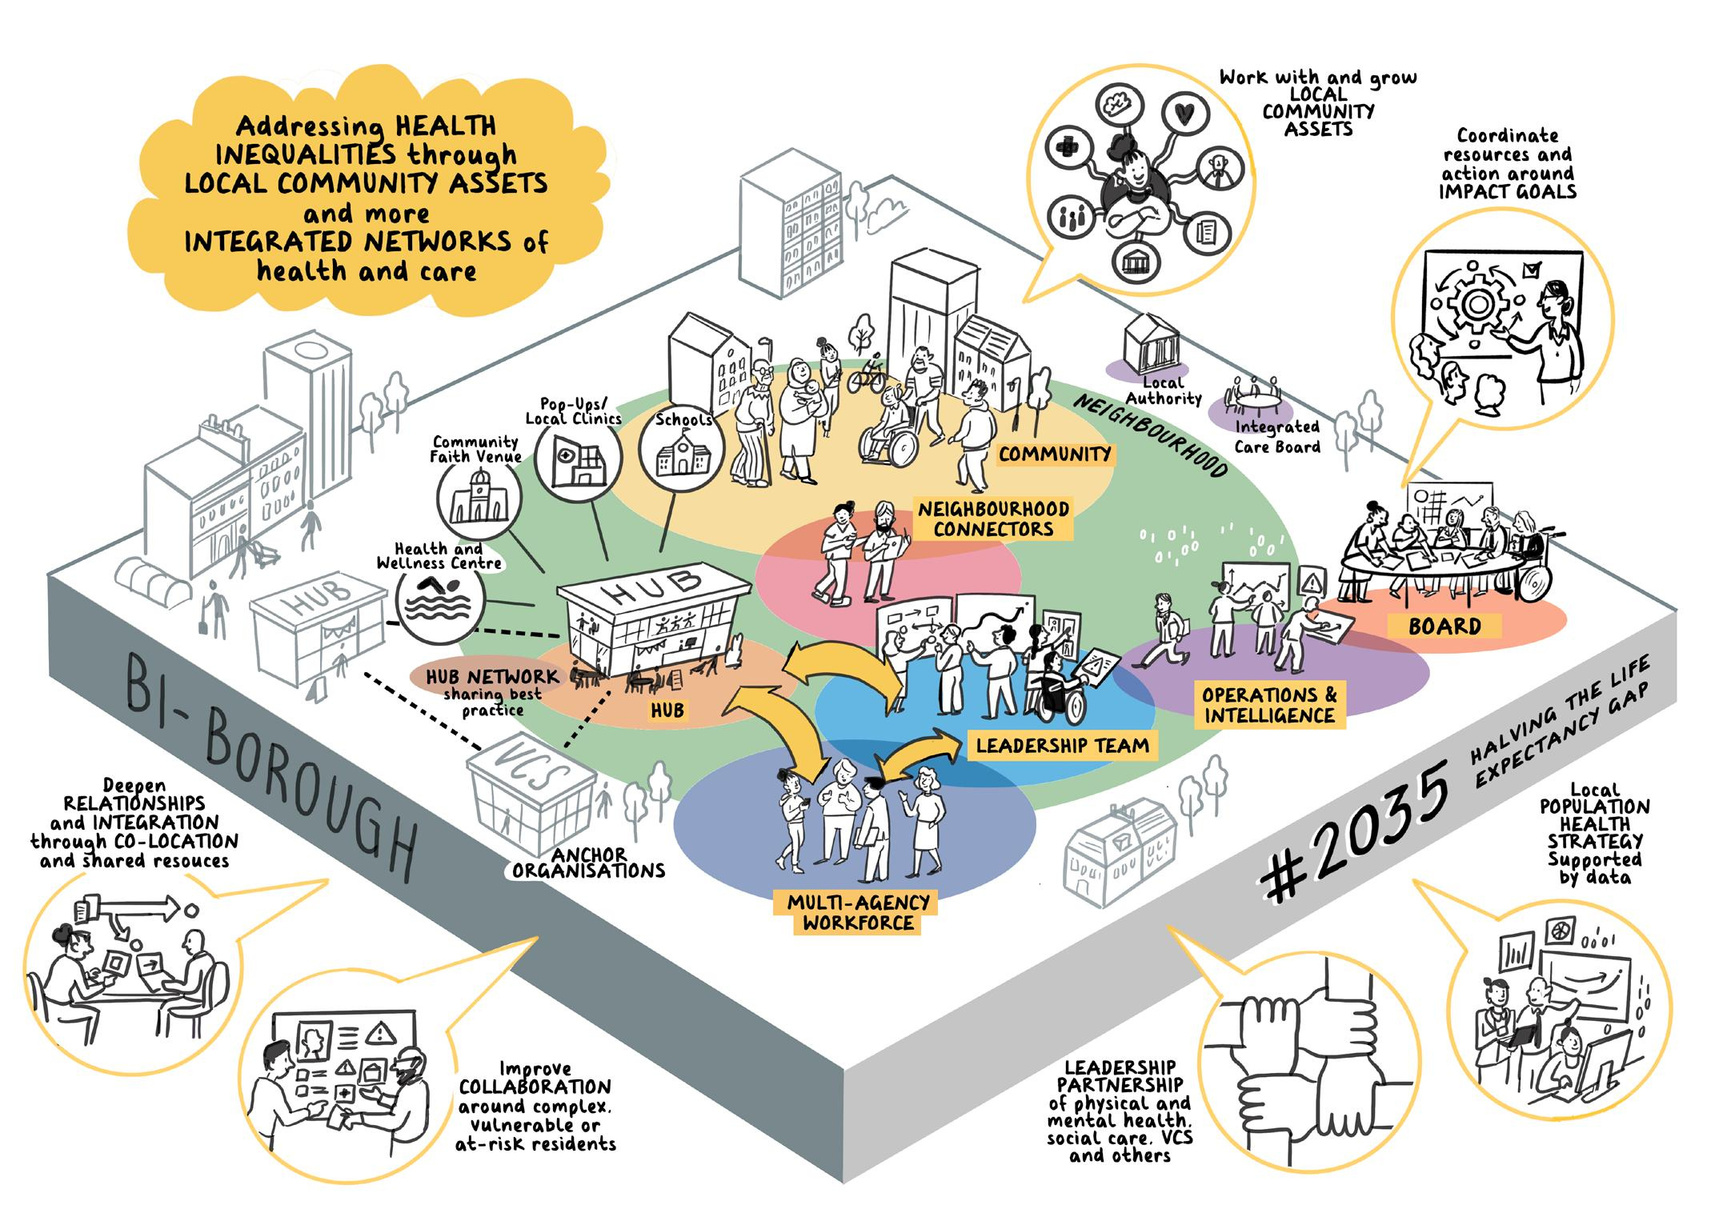 Addressing HEALTH
INEQUALITIES through
LOCAL COMMUNITY ASSETS
and more
INTEGRATED NETWORKS of
health and care
Work with and grow
LOCAL
COMMUNITY
ASSETS
Coordinate
resources and
action around
IMPACT GOALS
Local
Authority
Integrated
Care Board
NEIGHBOURHOOD
Pop-Ups/
Local Clinics
Schools
Community
Faith Venue
Health and
Wellness Centre
COMMUNITY
NEIGHBOURHOOD
CONNECTORS
HUB
HUB
HUB NETWORK
sharing best
practice
HUB
BOARD
OPERATIONS &
INTELLIGENCE
LEADERSHIP TEAM
VCS
ANCHOR
ORGANISATIONS
MULTI-AGENCY
WORKFORCE
BI-BOROUGH
#2035
HALVING THE LIFE
EXPECTANCY GAP
Deepen
RELATIONSHIPS
and INTEGRATION
through CO-LOCATION
and shared resouces
Improve
COLLABORATION
around complex,
vulnerable or
at-risk residents
LEADERSHIP
PARTNERSHIP
of physical and
mental health,
social care, VCS
and others
Local
POPULATION
HEALTH
STRATEGY
Supported
by data